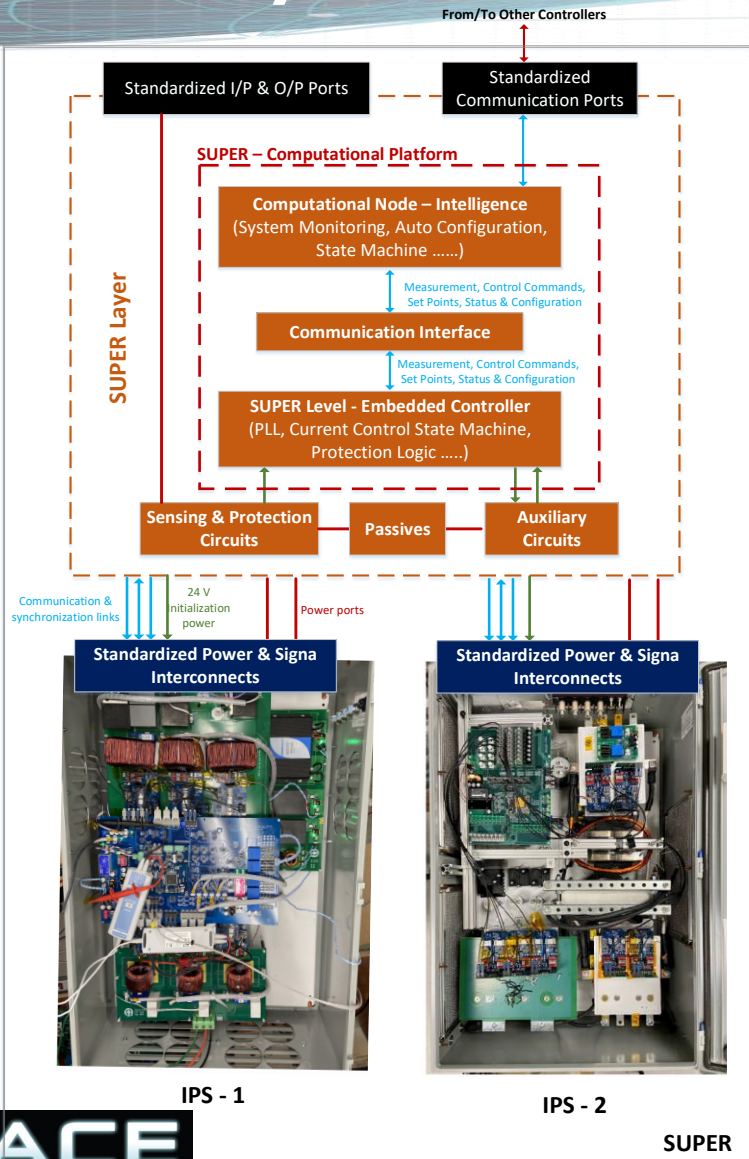 From/To Other Controllers
Standardized I/P & O/P Ports
Standardized
Communication Ports
SUPER – Computational Platform
Computational Node – Intelligence
(System Monitoring, Auto Configuration,
State Machine ……)
Measurement, Control Commands,
Set Points, Status & Configuration
SUPER Layer
Communication Interface
Measurement, Control Commands,
Set Points, Status & Configuration
SUPER Level - Embedded Controller
(PLL, Current Control State Machine,
Protection Logic …..)
Sensing & Protection
Circuits
Passives
Auxiliary
Circuits
Communication &
synchronization links
24 V
Initialization
power
Power ports
Standardized Power & Signa
Interconnects
Standardized Power & Signa
Interconnects
IPS - 1
IPS - 2
ACE
SUPER